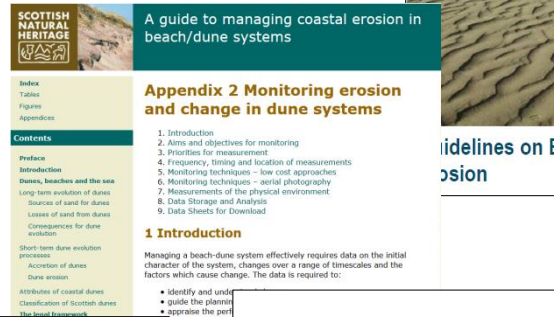 SCOTTISH
NATURAL
HERITAGE
A guide to managing coastal erosion in
beach/dune systems
Index
Tables
Figures
Appendices
Contents
Preface
Introduction
Dunes, beaches and the sea
Long-term evolution of dunes
Sources of sand for dunes
Losses of sand from dunes
Consequences for dune
evolution
Short-term dune evolution
processes
Accretion of dunes
Dune erosion
Attributes of coastal dunes
Classification of Scottish dunes
The legal framework
Appendix 2 Monitoring erosion
and change in dune systems
1. Introduction
2. Aims and objectives for monitoring
3. Priorities for measurement
4. Frequency, timing and location of measurements
5. Monitoring techniques – low cost approaches
6. Monitoring techniques – aerial photography
7. Measurements of the physical environment
8. Data Storage and Analysis
9. Data Sheets for Download
1 Introduction
Managing a beach-dune system effectively requires data on the initial
character of the system, changes over a range of timescales and the
factors which cause change. The data is required to:
• identify and
• guide the
• appraise the
on